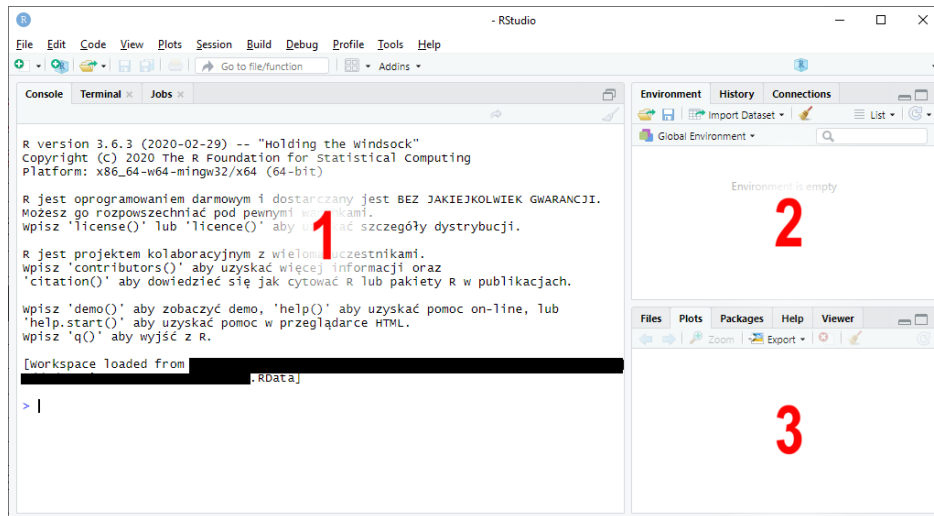 R
- RStudio
File Edit Code View Plots Session Build Debug Profile Tools Help
Go to file/function Addins
Console Terminal Jobs
R version 3.6.3 (2020-02-29) -- "Holding the Windsock"
Copyright (C) 2020 The R Foundation for Statistical Computing
Platform: x86_64-w64-mingw32/x64 (64-bit)
R jest oprogramowaniem darmowym i dostarczany jest BEZ JAKIEJKOLWIEK GWARANCJI.
Możesz go rozpowszechniać pod pewnymi
Wpisz 'license()' lub 'licence()' aby szczegóły dystrybucji.
R jest projektem kolaboracyjnym z wieloma uczestnikami.
Wpisz 'contributors()' aby uzyskać więcej informacji oraz
'citation()' aby dowiedzieć się jak cytować R lub pakiety R w publikacjach.
Wpisz 'demo()' aby zobaczyć demo, 'help()' aby uzyskać pomoc on-line, lub
'help.start()' aby uzyskać pomoc w przeglądarce HTML.
Wpisz 'q()' aby wyjść z R.
[Workspace loaded from
.RData]
>
1
Environment History Connections
Import Dataset List
Global Environment
Environment is empty
2
Files Plots Packages Help Viewer
Zoom Export
3